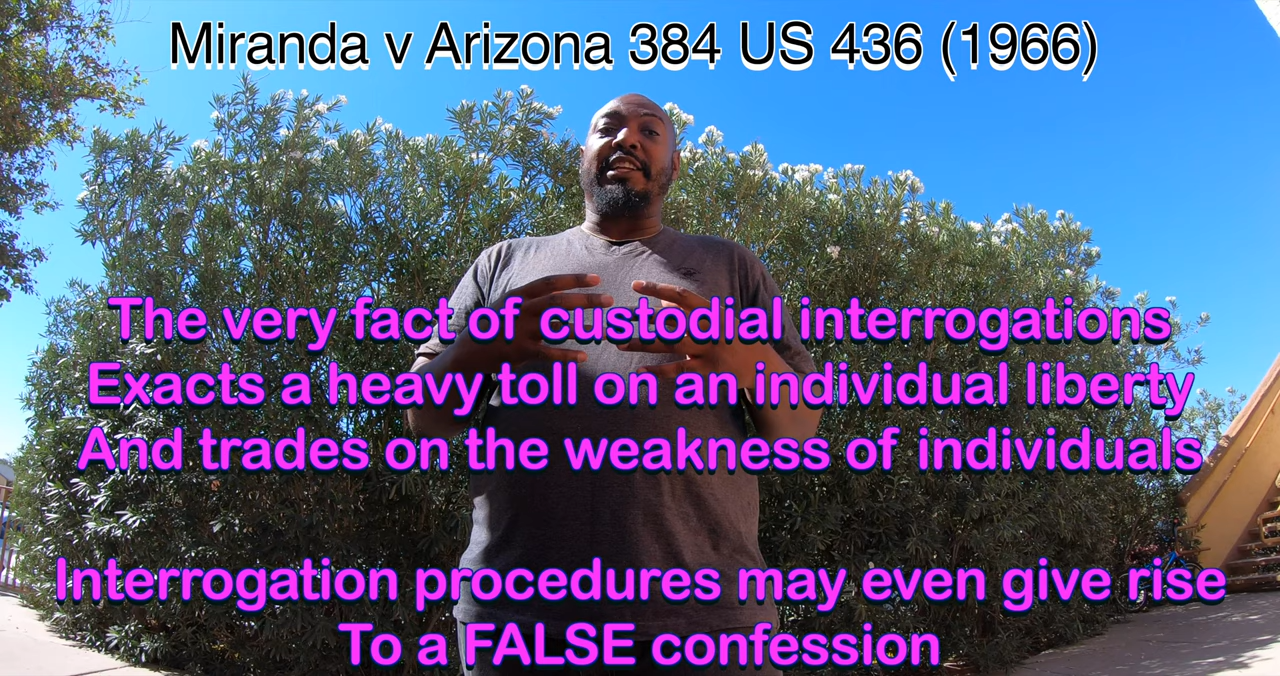 Miranda v Arizona 384 US 436 (1966)
The very fact of custodial interrogations
Exacts a heavy toll on an individual liberty
And trades on the weakness of individuals
Interrogation procedures may even give rise
To a FALSE confession